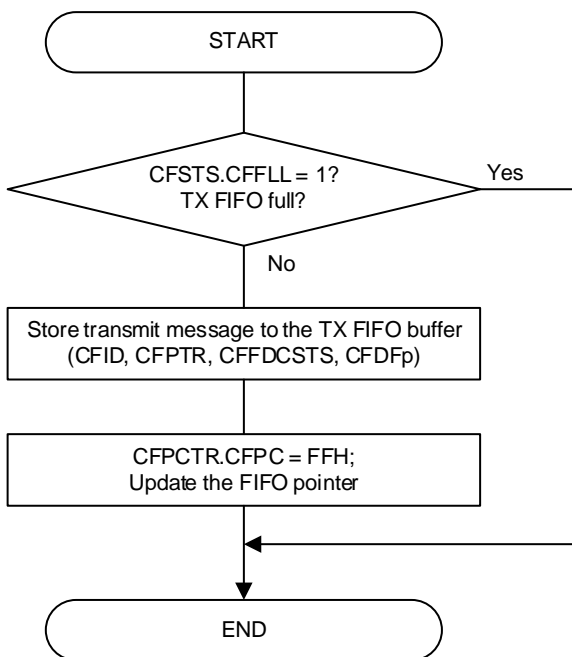 START
CFSTS.CFFLL = 1?
TX FIFO full?
Yes
No
Store transmit message to the TX FIFO buffer
(CFID, CFPTR, CFFDCSTS, CFDFp)
CFPCTR.CFPC = FFH;
Update the FIFO pointer
END